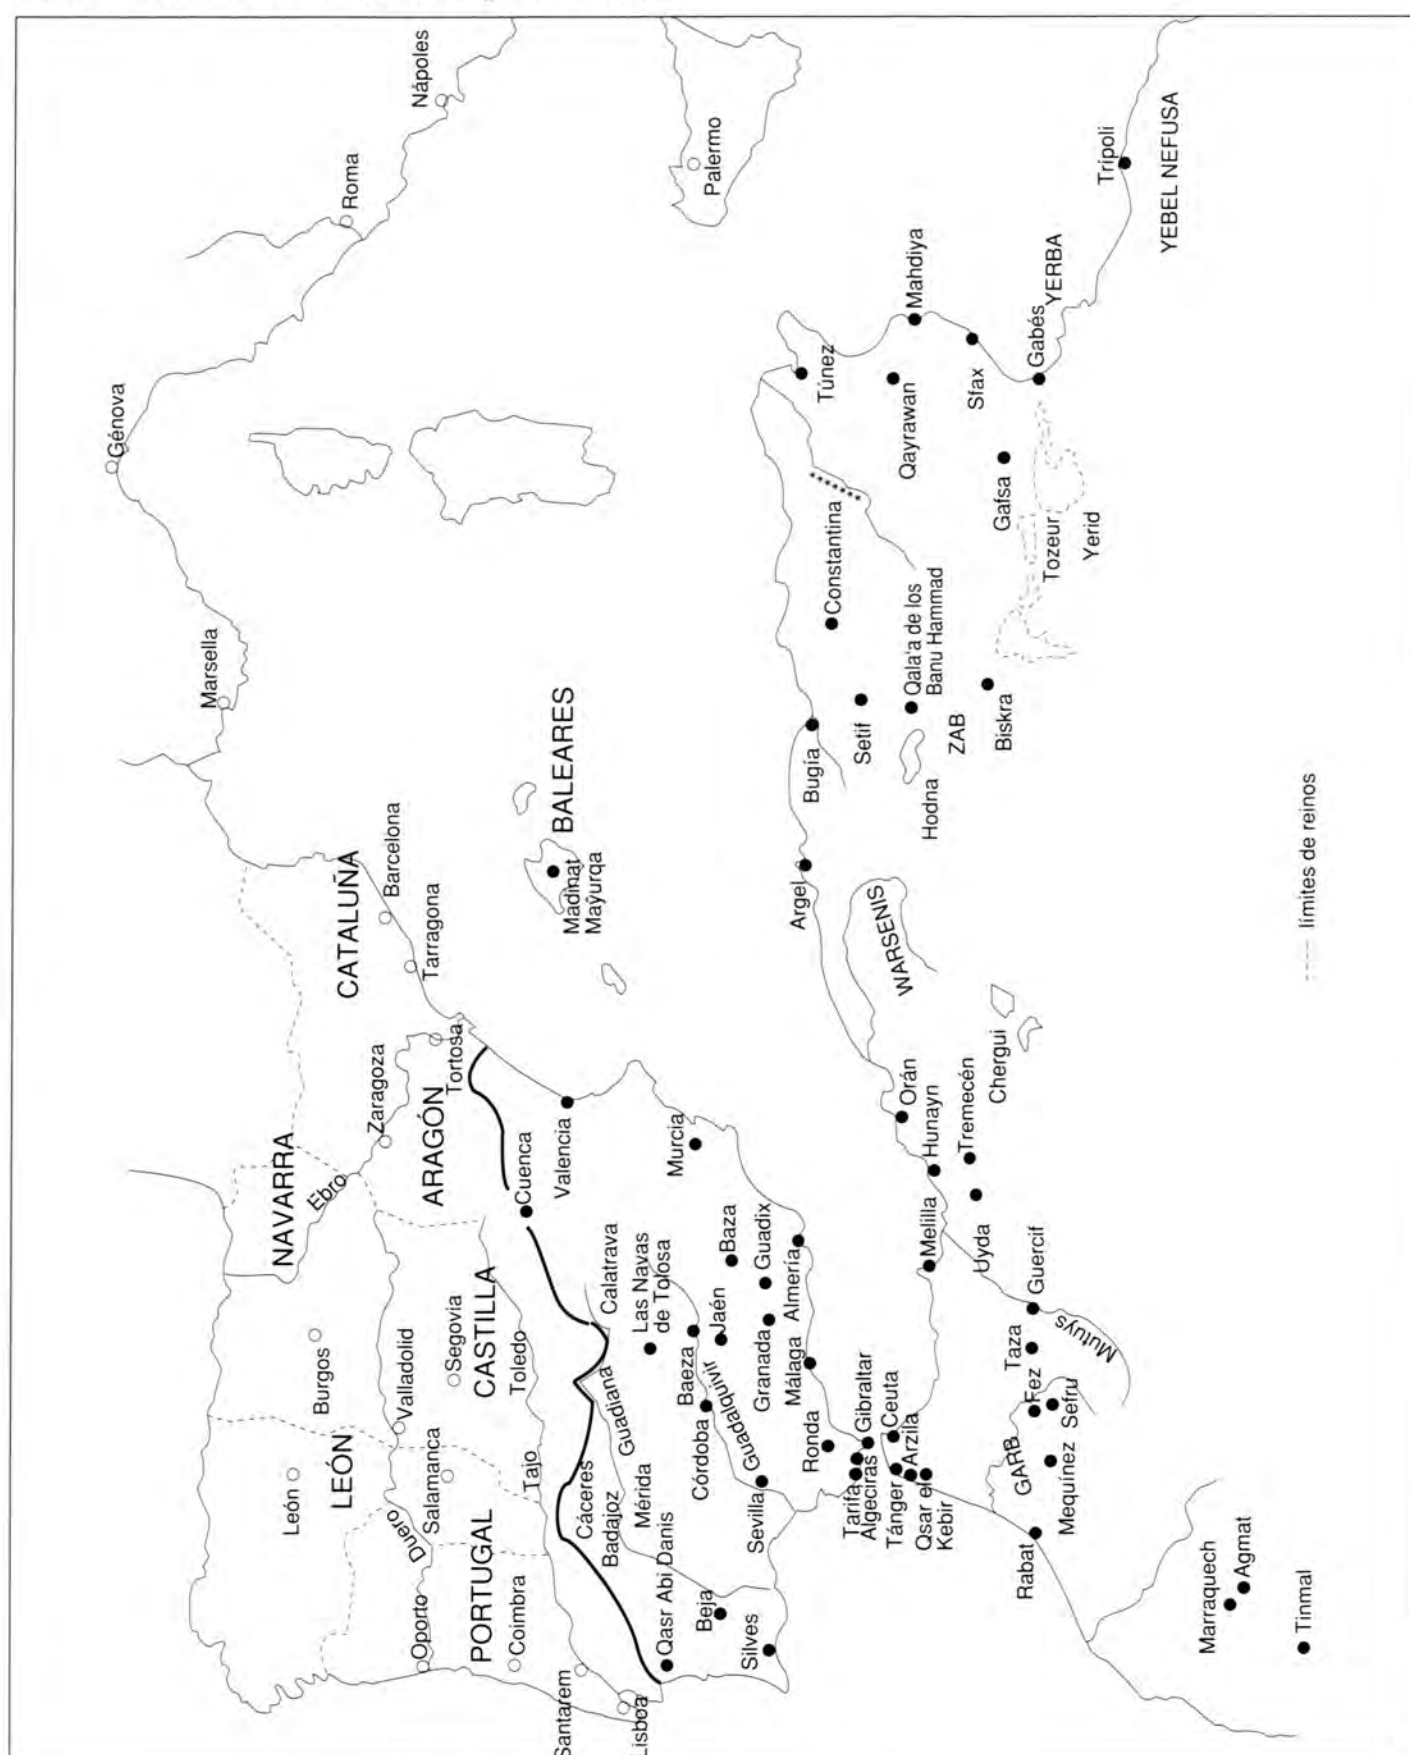 Génova
Marsella
Roma
Nápoles
Palermo
NAVARRA
CATALUÑA
Barcelona
Tarragona
Zaragoza
Ebro
ARAGÓN
Tortosa
BALEARES
Madinat
Maŷurqa
León
LEÓN
Burgos
Valladolid
Salamanca
Duero
Segovia
CASTILLA
Toledo
Tajo
Oporto
PORTUGAL
Coimbra
Santarem
Lisboa
Cuenca
Valencia
Murcia
Calatrava
Las Navas
de Tolosa
Guadiana
Cáceres
Badajoz
Mérida
Qasr Abi Danis
Beja
Silves
Baeza
Córdoba
Guadalquivir
Jaén
Baza
Guadix
Granada
Almería
Málaga
Sevilla
Ronda
Gibraltar
Tarifa
Algeciras
Ceuta
Tánger
Arzila
Qsar el
Kebir
Melilla
Hunayn
Orán
Tremecén
Uyda
Guercif
Mutuys
Taza
Fez
Sefru
GARB
Mequínez
Rabat
Marraquech
Agmat
Tinmal
Chergui
WARSENIS
Argel
Bugía
Setif
Hodna
Qala'a de los
Banu Hammad
ZAB
Biskra
Constantina
Túnez
Qayrawan
Mahdiya
Sfax
Gafsa
Gabés
YERBA
Tozeur
Yerid
Trípoli
YEBEL NEFUSA
límites de reinos